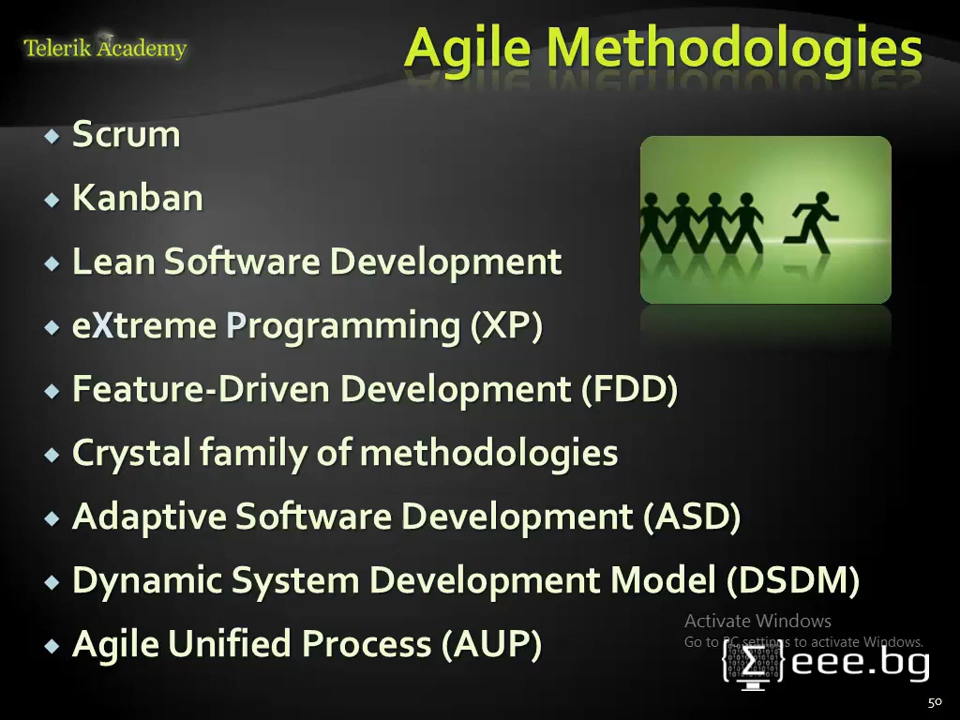 Telerik Academy
Agile Methodologies
Scrum
Kanban
Lean Software Development
eXtreme Programming (XP)
Feature-Driven Development (FDD)
Crystal family of methodologies
Adaptive Software Development (ASD)
Dynamic System Development Model (DSDM)
Agile Unified Process (AUP)
Activate Windows
Go to PC settings to activate Windows.
{Σ}eee.bg
50